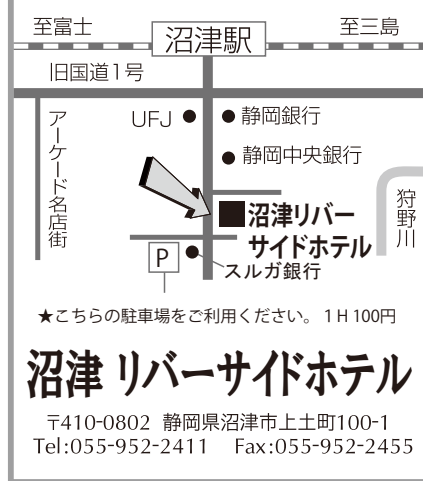 至富士
沼津駅
至三島
旧国道1号
アーケード名店街
UFJ
静岡銀行
静岡中央銀行
狩野川
沼津リバー
サイドホテル
P
スルガ銀行
★こちらの駐車場をご利用ください。 1H100円
沼津 リバーサイドホテル
〒410-0802 静岡県沼津市上土町100-1
Tel:055-952-2411 Fax:055-952-2455